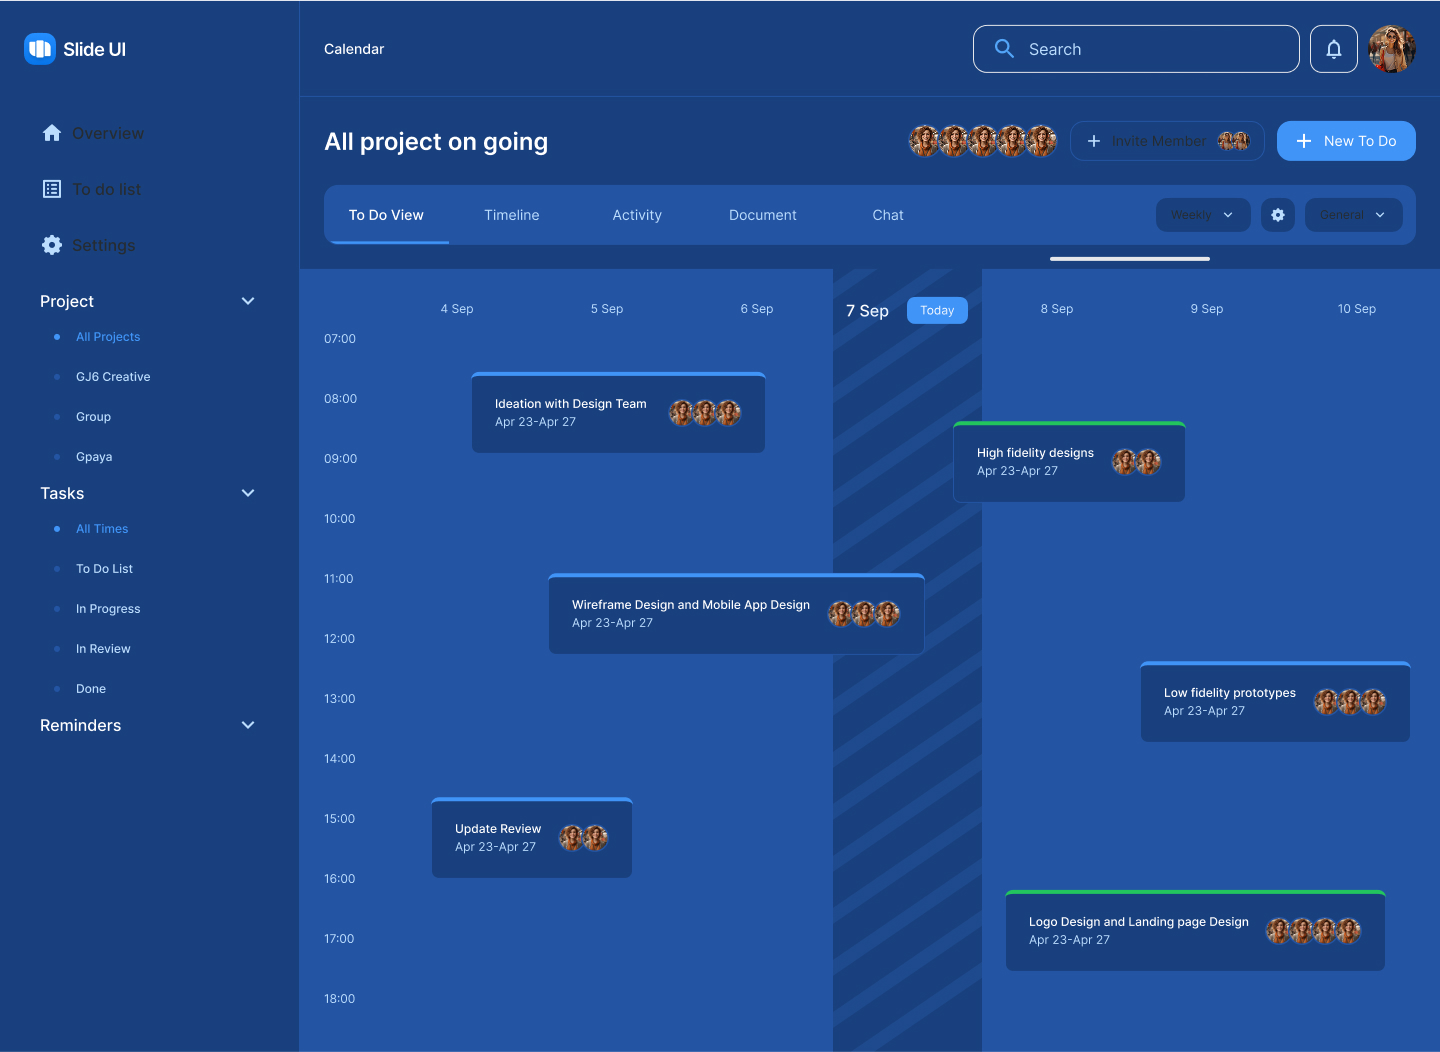 Slide UI
Calendar
Search
Overview
To do list
Settings
Project
All Projects
GJ6 Creative
Group
Gpaya
Tasks
All Times
To Do List
In Progress
In Review
Done
Reminders
All project on going
Invite Member
New To Do
To Do View
Timeline
Activity
Document
Chat
Weekly
General
4 Sep
5 Sep
6 Sep
7 Sep
Today
8 Sep
9 Sep
10 Sep
07:00
08:00
09:00
10:00
11:00
12:00
13:00
14:00
15:00
16:00
17:00
18:00
Ideation with Design Team
Apr 23-Apr 27
High fidelity designs
Apr 23-Apr 27
Wireframe Design and Mobile App Design
Apr 23-Apr 27
Low fidelity prototypes
Apr 23-Apr 27
Update Review
Apr 23-Apr 27
Logo Design and Landing page Design
Apr 23-Apr 27